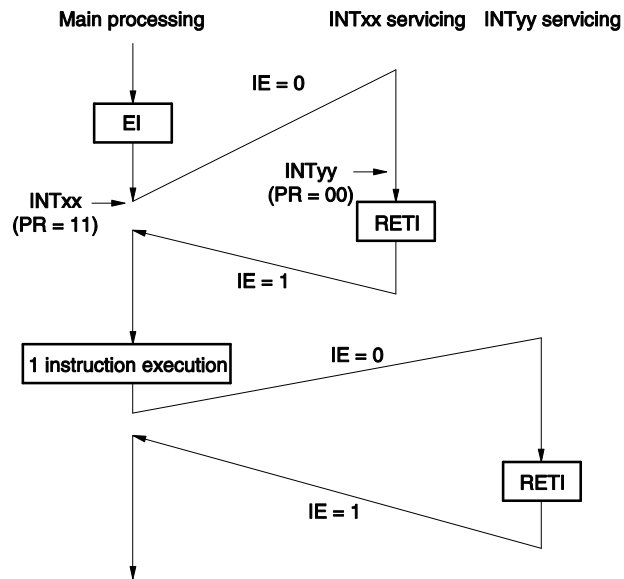 Main processing
INTxx servicing
INTyy servicing
IE = 0
EI
INTyy
(PR = 00)
INTxx
(PR = 11)
RETI
IE = 1
IE = 0
1 instruction execution
RETI
IE = 1